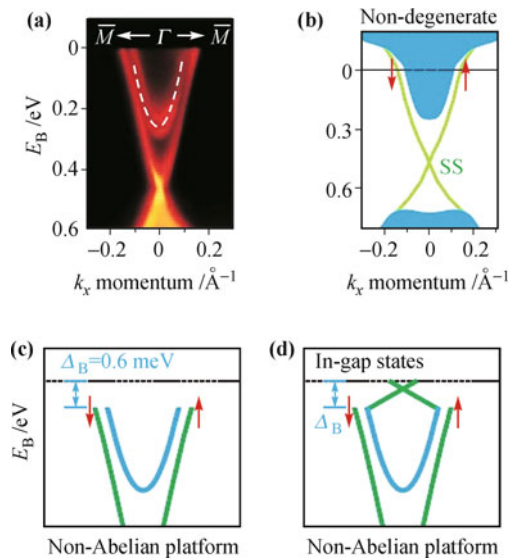 (a)
M̄ ← Γ → M̄
0
0.2
0.4
0.6
E_B /eV
−0.2 0 0.2
k_x momentum /Å⁻¹
(b) Non-degenerate
0
0.3
0.6
SS
−0.2 0 0.2
k_x momentum /Å⁻¹
(c)
Δ_B=0.6 meV
E_B /eV
Non-Abelian platform
(d)
In-gap states
Δ_B
Non-Abelian platform